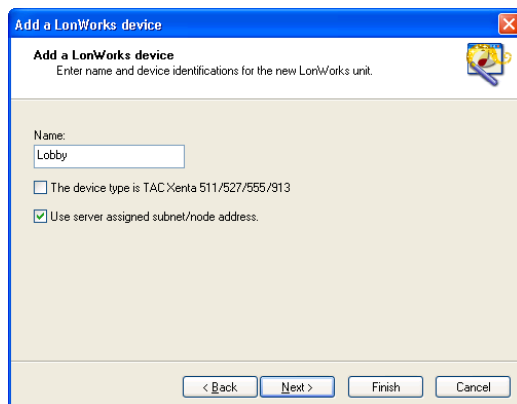 Add a LonWorks device
Add a LonWorks device
Enter name and device identifications for the new LonWorks unit.
Name:
Lobby
The device type is TAC Xenta 511/527/555/913
Use server assigned subnet/node address.
< Back
Next >
Finish
Cancel